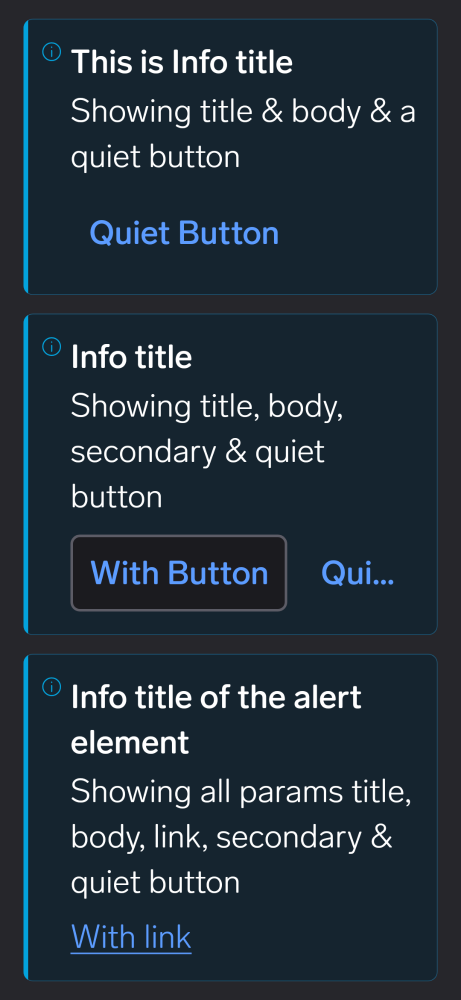 This is Info title
Showing title & body & a
quiet button
Quiet Button
Info title
Showing title, body,
secondary & quiet
button
With Button Qui...
Info title of the alert
element
Showing all params title,
body, link, secondary &
quiet button
With link